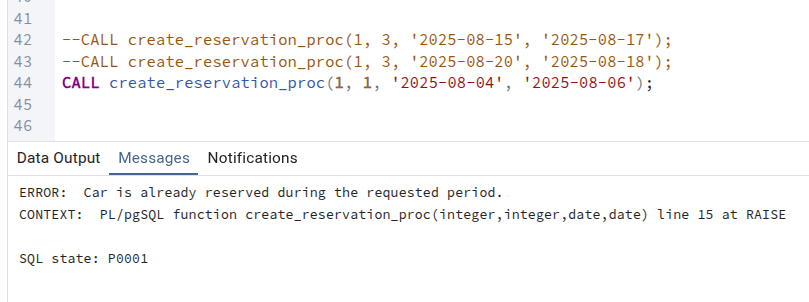 41
42 --CALL create_reservation_proc(1, 3, '2025-08-15', '2025-08-17');
43 --CALL create_reservation_proc(1, 3, '2025-08-20', '2025-08-18');
44 CALL create_reservation_proc(1, 1, '2025-08-04', '2025-08-06');
45
46
Data Output Messages Notifications
ERROR:  Car is already reserved during the requested period.
CONTEXT:  PL/pgSQL function create_reservation_proc(integer,integer,date,date) line 15 at RAISE
SQL state: P0001